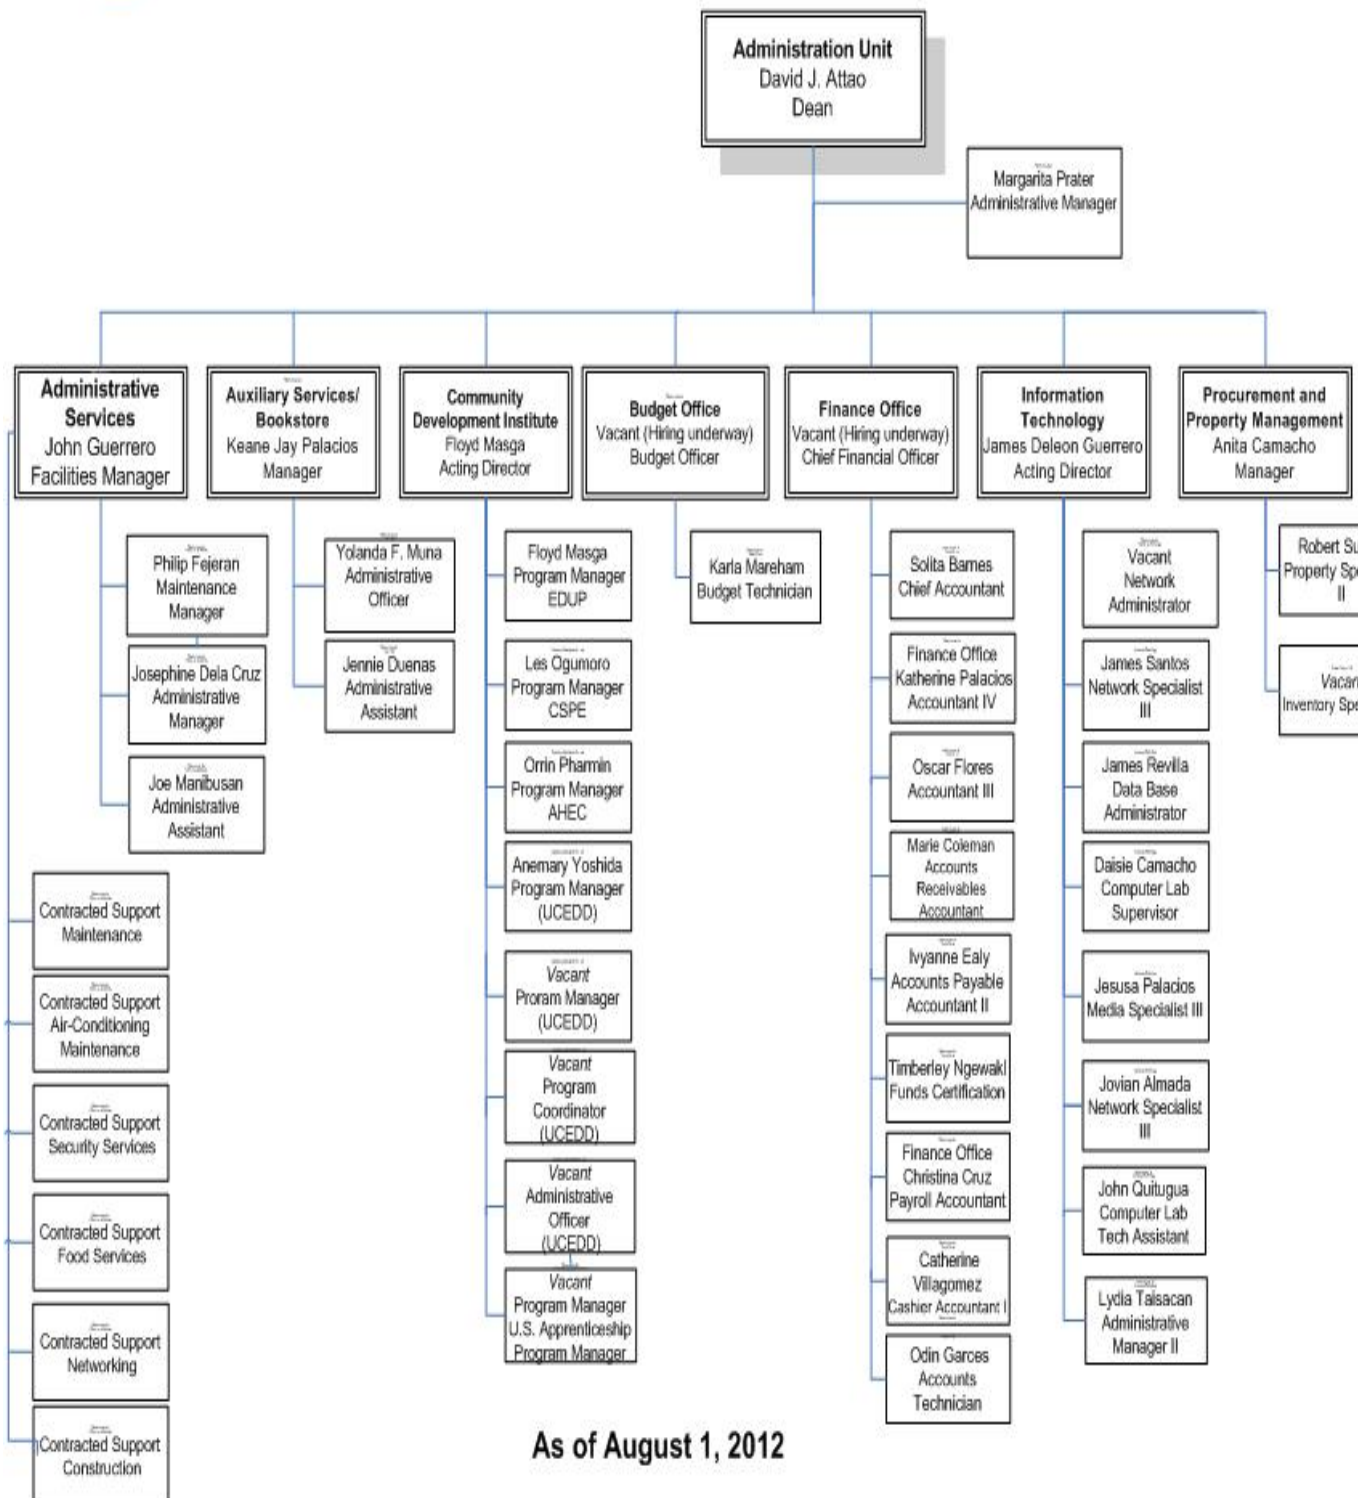 Administration Unit
David J. Attao
Dean
Margarita Prater
Administrative Manager
Administrative
Services
John Guerrero
Facilities Manager
Auxiliary Services/
Bookstore
Keane Jay Palacios
Manager
Community
Development Institute
Floyd Masga
Acting Director
Budget Office
Vacant (Hiring underway)
Budget Officer
Finance Office
Vacant (Hiring underway)
Chief Financial Officer
Information
Technology
James Deleon Guerrero
Acting Director
Procurement and
Property Management
Anita Camacho
Manager
Philip Fejeran
Maintenance
Manager
Josephine Dela Cruz
Administrative
Manager
Joe Manibusan
Administrative
Assistant
Contracted Support
Maintenance
Contracted Support
Air-Conditioning
Maintenance
Contracted Support
Security Services
Contracted Support
Food Services
Contracted Support
Networking
Contracted Support
Construction
Yolanda F. Muna
Administrative
Officer
Jennie Duenas
Administrative
Assistant
Floyd Masga
Program Manager
EDUP
Les Ogumoro
Program Manager
CSPE
Orrin Pharmin
Program Manager
AHEC
Anemary Yoshida
Program Manager
(UCEDD)
Vacant
Proram Manager
(UCEDD)
Vacant
Program
Coordinator
(UCEDD)
Vacant
Administrative
Officer
(UCEDD)
Vacant
Program Manager
U.S. Apprenticeship
Program Manager
Karla Mareham
Budget Technician
Solita Barnes
Chief Accountant
Finance Office
Katherine Palacios
Accountant IV
Oscar Flores
Accountant III
Marie Coleman
Accounts
Receivables
Accountant
Ivyanne Ealy
Accounts Payable
Accountant II
Timberley Ngewakl
Funds Certification
Finance Office
Christina Cruz
Payroll Accountant
Catherine
Villagomez
Cashier Accountant I
Odin Garces
Accounts
Technician
Vacant
Network
Administrator
James Santos
Network Specialist
III
James Revilla
Data Base
Administrator
Daisie Camacho
Computer Lab
Supervisor
Jesusa Palacios
Media Specialist III
Jovian Almada
Network Specialist
III
John Quitugua
Computer Lab
Tech Assistant
Lydia Taisacan
Administrative
Manager II
Robert Su
Property Spe
II
Vacan
Inventory Spe
As of August 1, 2012